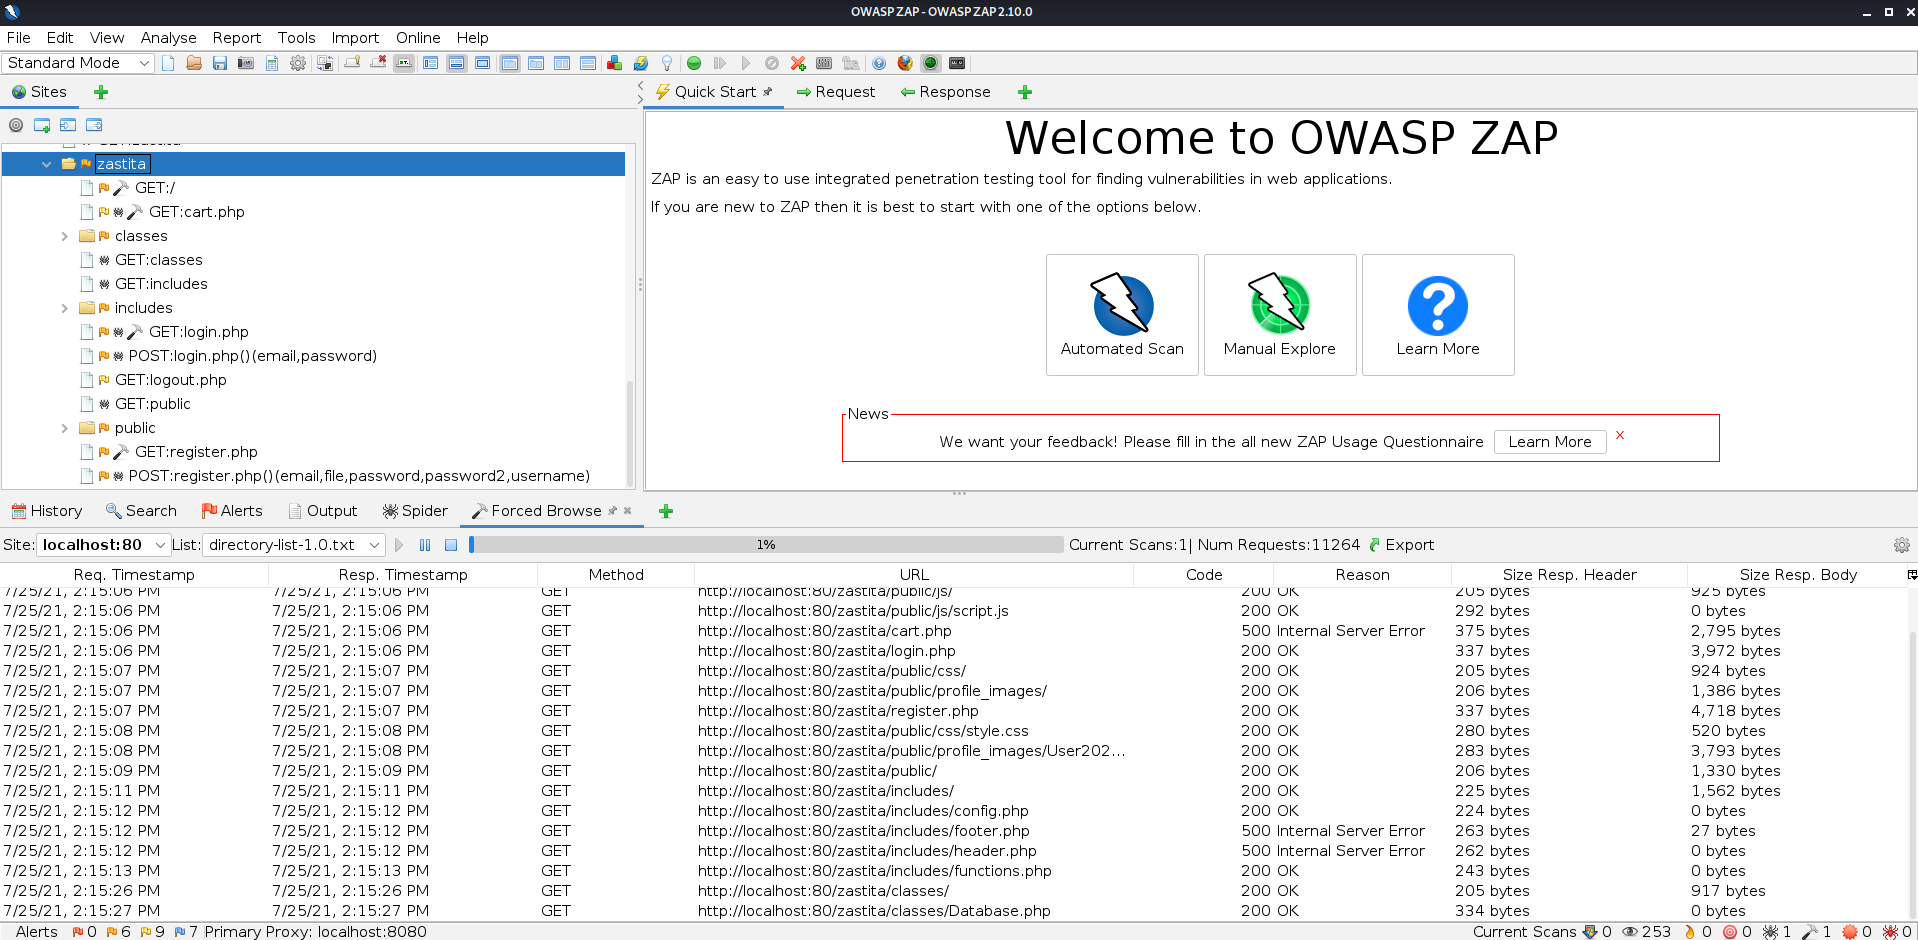 OWASP ZAP - OWASP ZAP 2.10.0
File Edit View Analyse Report Tools Import Online Help
Standard Mode
Sites
Quick Start Request Response
zastita
GET:/
GET:cart.php
classes
GET:classes
GET:includes
includes
GET:login.php
POST:login.php()(email,password)
GET:logout.php
GET:public
public
GET:register.php
POST:register.php()(email,file,password,password2,username)
Welcome to OWASP ZAP
ZAP is an easy to use integrated penetration testing tool for finding vulnerabilities in web applications.
If you are new to ZAP then it is best to start with one of the options below.
Automated Scan Manual Explore Learn More
News
We want your feedback! Please fill in the all new ZAP Usage Questionnaire Learn More X
History Search Alerts Output Spider Forced Browse
Site: localhost:80 List: directory-list-1.0.txt 1% Current Scans:1| Num Requests:11264 Export
Req. Timestamp Resp. Timestamp Method URL Code Reason Size Resp. Header Size Resp. Body
7/25/21, 2:15:06 PM 7/25/21, 2:15:06 PM GET http://localhost:80/zastita/public/js/ 200 OK 205 bytes 925 bytes
7/25/21, 2:15:06 PM 7/25/21, 2:15:06 PM GET http://localhost:80/zastita/public/js/script.js 200 OK 292 bytes 0 bytes
7/25/21, 2:15:06 PM 7/25/21, 2:15:06 PM GET http://localhost:80/zastita/cart.php 500 Internal Server Error 375 bytes 2,795 bytes
7/25/21, 2:15:06 PM 7/25/21, 2:15:06 PM GET http://localhost:80/zastita/login.php 200 OK 337 bytes 3,972 bytes
7/25/21, 2:15:07 PM 7/25/21, 2:15:07 PM GET http://localhost:80/zastita/public/css/ 200 OK 205 bytes 924 bytes
7/25/21, 2:15:07 PM 7/25/21, 2:15:07 PM GET http://localhost:80/zastita/public/profile_images/ 200 OK 206 bytes 1,386 bytes
7/25/21, 2:15:07 PM 7/25/21, 2:15:07 PM GET http://localhost:80/zastita/register.php 200 OK 337 bytes 4,718 bytes
7/25/21, 2:15:08 PM 7/25/21, 2:15:08 PM GET http://localhost:80/zastita/public/css/style.css 200 OK 280 bytes 520 bytes
7/25/21, 2:15:08 PM 7/25/21, 2:15:08 PM GET http://localhost:80/zastita/public/profile_images/User202... 200 OK 283 bytes 3,793 bytes
7/25/21, 2:15:09 PM 7/25/21, 2:15:09 PM GET http://localhost:80/zastita/public/ 200 OK 206 bytes 1,330 bytes
7/25/21, 2:15:11 PM 7/25/21, 2:15:11 PM GET http://localhost:80/zastita/includes/ 200 OK 225 bytes 1,562 bytes
7/25/21, 2:15:12 PM 7/25/21, 2:15:12 PM GET http://localhost:80/zastita/includes/config.php 200 OK 224 bytes 0 bytes
7/25/21, 2:15:12 PM 7/25/21, 2:15:12 PM GET http://localhost:80/zastita/includes/footer.php 500 Internal Server Error 263 bytes 27 bytes
7/25/21, 2:15:12 PM 7/25/21, 2:15:12 PM GET http://localhost:80/zastita/includes/header.php 500 Internal Server Error 262 bytes 0 bytes
7/25/21, 2:15:13 PM 7/25/21, 2:15:13 PM GET http://localhost:80/zastita/includes/functions.php 200 OK 243 bytes 0 bytes
7/25/21, 2:15:26 PM 7/25/21, 2:15:26 PM GET http://localhost:80/zastita/classes/ 200 OK 205 bytes 917 bytes
7/25/21, 2:15:27 PM 7/25/21, 2:15:27 PM GET http://localhost:80/zastita/classes/Database.php 200 OK 334 bytes 0 bytes
Alerts 0 6 9 7 Primary Proxy: localhost:8080 Current Scans 0 253 0 0 1 1 0 0